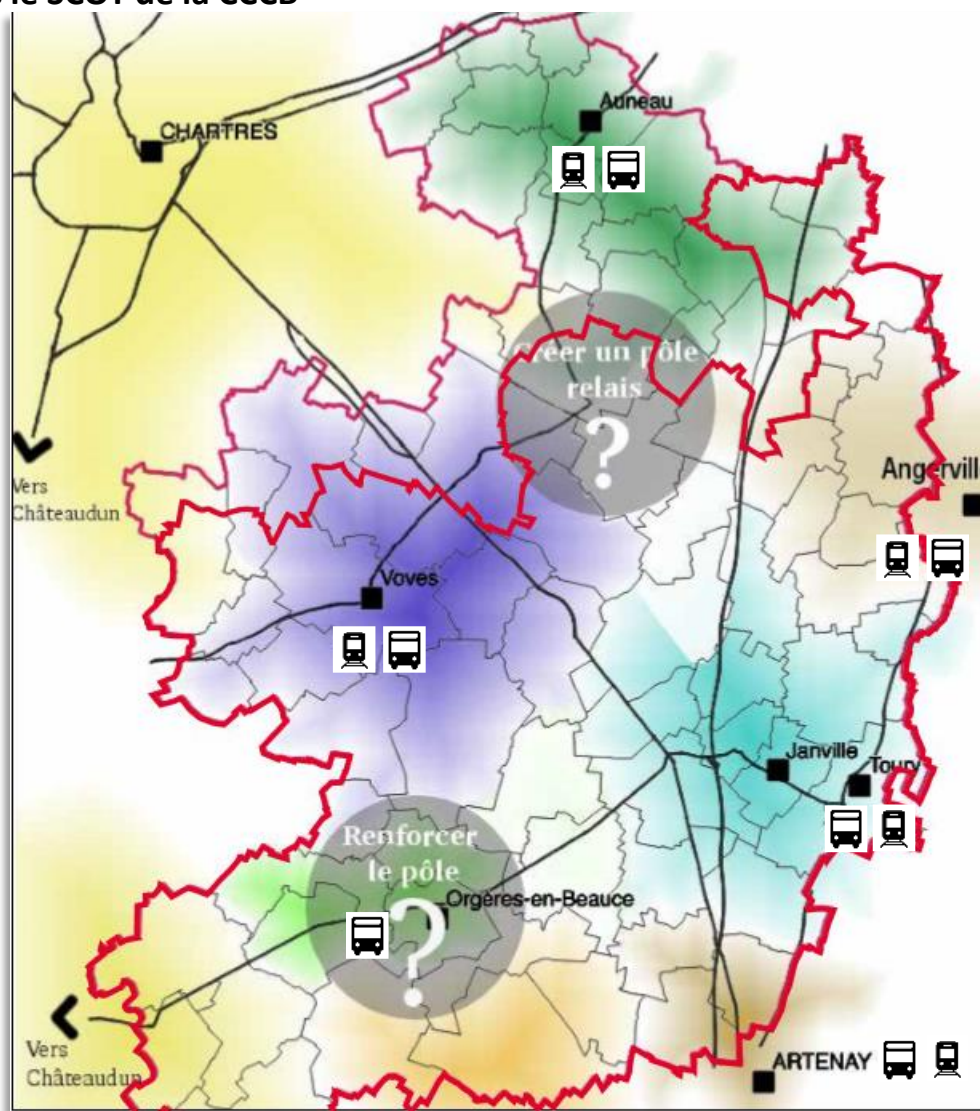 le SCOT de la CCCB
Auneau
CHARTRES
Créer un pôle
relais
?
Angervill
Vers
Châteaudun
Voves
Janville
Toury
Renforcer
le pôle
?
Orgères-en-Beauce
Vers
Châteaudun
ARTENAY